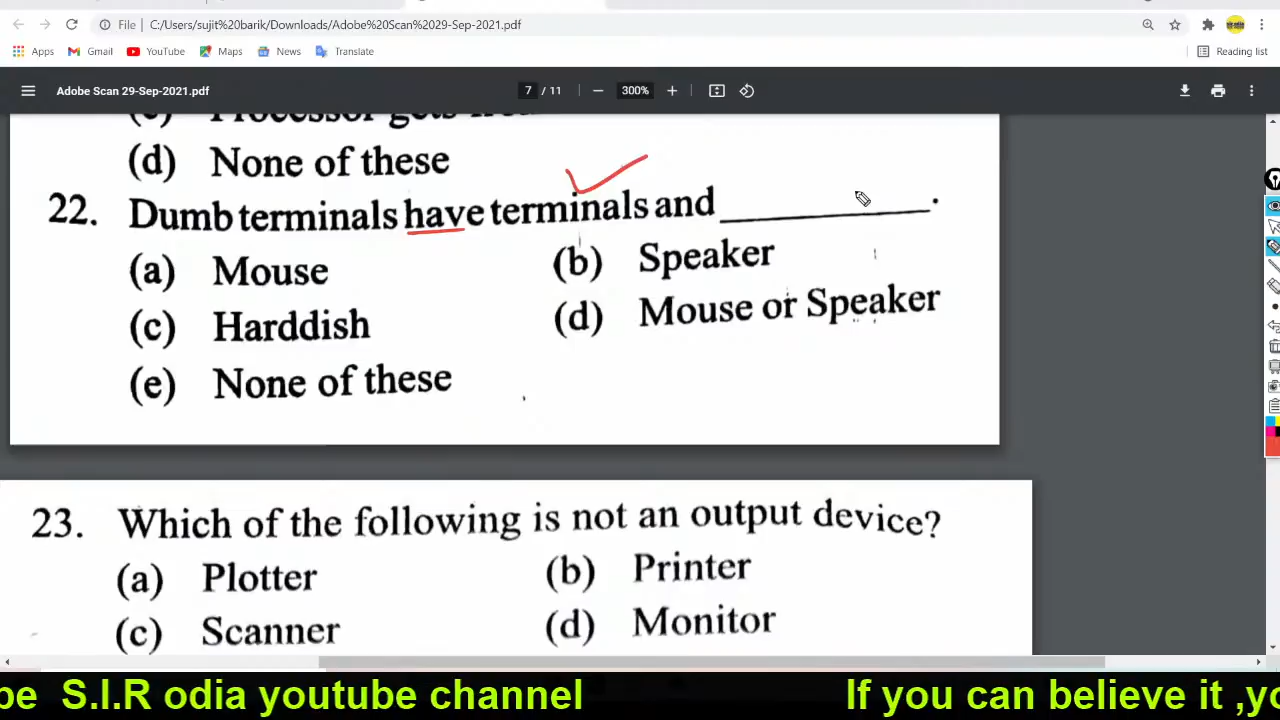 File | C:/Users/sujit%20barik/Downloads/Adobe%20Scan%2029-Sep-2021.pdf
Apps Gmail YouTube Maps News Translate Reading list
Adobe Scan 29-Sep-2021.pdf 7 / 11 300%
(d) None of these
22. Dumb terminals have terminals and ________.
(a) Mouse (b) Speaker
(c) Harddish (d) Mouse or Speaker
(e) None of these
23. Which of the following is not an output device?
(a) Plotter (b) Printer
(c) Scanner (d) Monitor
be S.I.R odia youtube channel If you can believe it ,yo